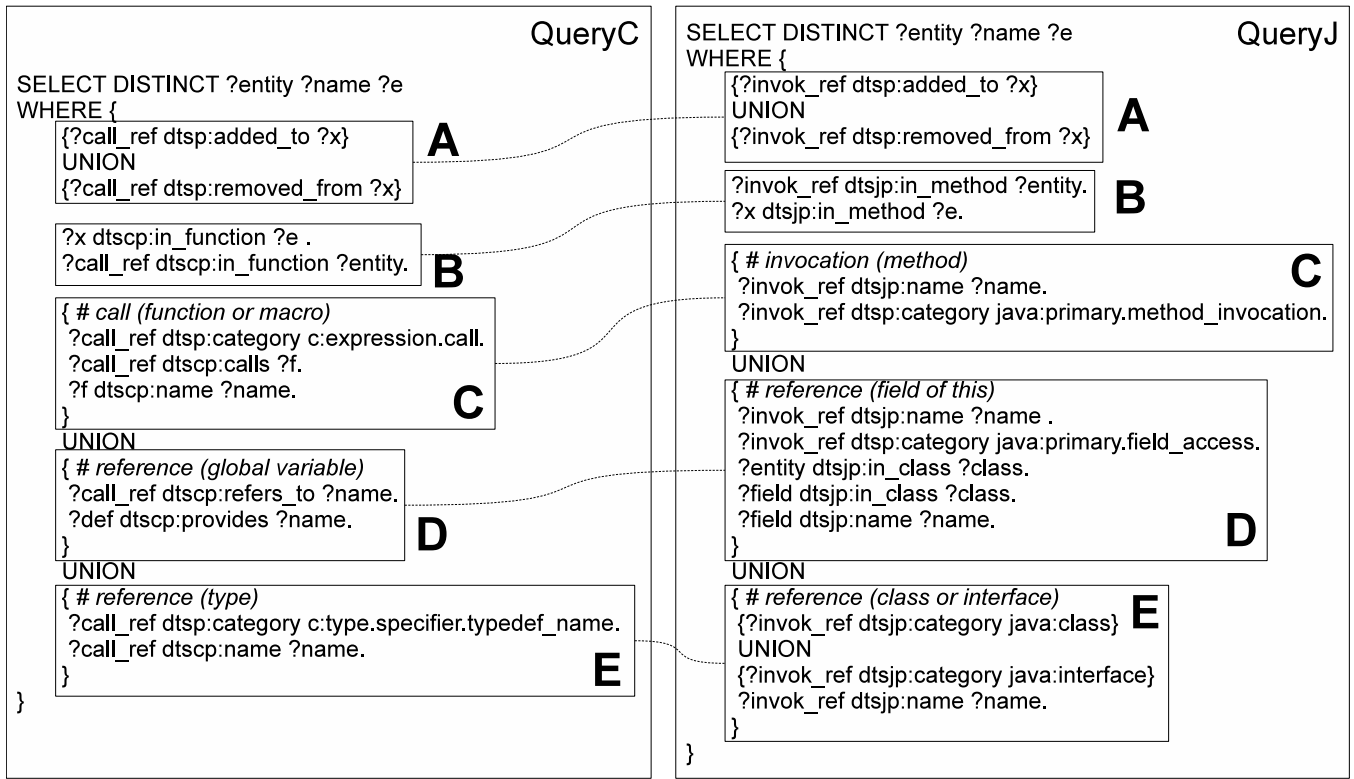 QueryC
SELECT DISTINCT ?entity ?name ?e
WHERE {
{?call_ref dtsp:added_to ?x}
UNION
{?call_ref dtsp:removed_from ?x}
A
?x dtscp:in_function ?e .
?call_ref dtscp:in_function ?entity.
B
{ # call (function or macro)
?call_ref dtsp:category c:expression.call.
?call_ref dtscp:calls ?f.
?f dtscp:name ?name.
}
C
UNION
{ # reference (global variable)
?call_ref dtscp:refers_to ?name.
?def dtscp:provides ?name.
}
D
UNION
{ # reference (type)
?call_ref dtsp:category c:type.specifier.typedef_name.
?call_ref dtscp:name ?name.
}
E
}
QueryJ
SELECT DISTINCT ?entity ?name ?e
WHERE {
{?invok_ref dtsp:added_to ?x}
UNION
{?invok_ref dtsp:removed_from ?x}
A
?invok_ref dtsjp:in_method ?entity.
?x dtsjp:in_method ?e.
B
{ # invocation (method)
?invok_ref dtsjp:name ?name.
?invok_ref dtsp:category java:primary.method_invocation.
}
C
UNION
{ # reference (field of this)
?invok_ref dtsjp:name ?name .
?invok_ref dtsp:category java:primary.field_access.
?entity dtsjp:in_class ?class.
?field dtsjp:in_class ?class.
?field dtsjp:name ?name.
}
D
UNION
{ # reference (class or interface)
{?invok_ref dtsjp:category java:class}
UNION
{?invok_ref dtsjp:category java:interface}
?invok_ref dtsjp:name ?name.
}
E
}